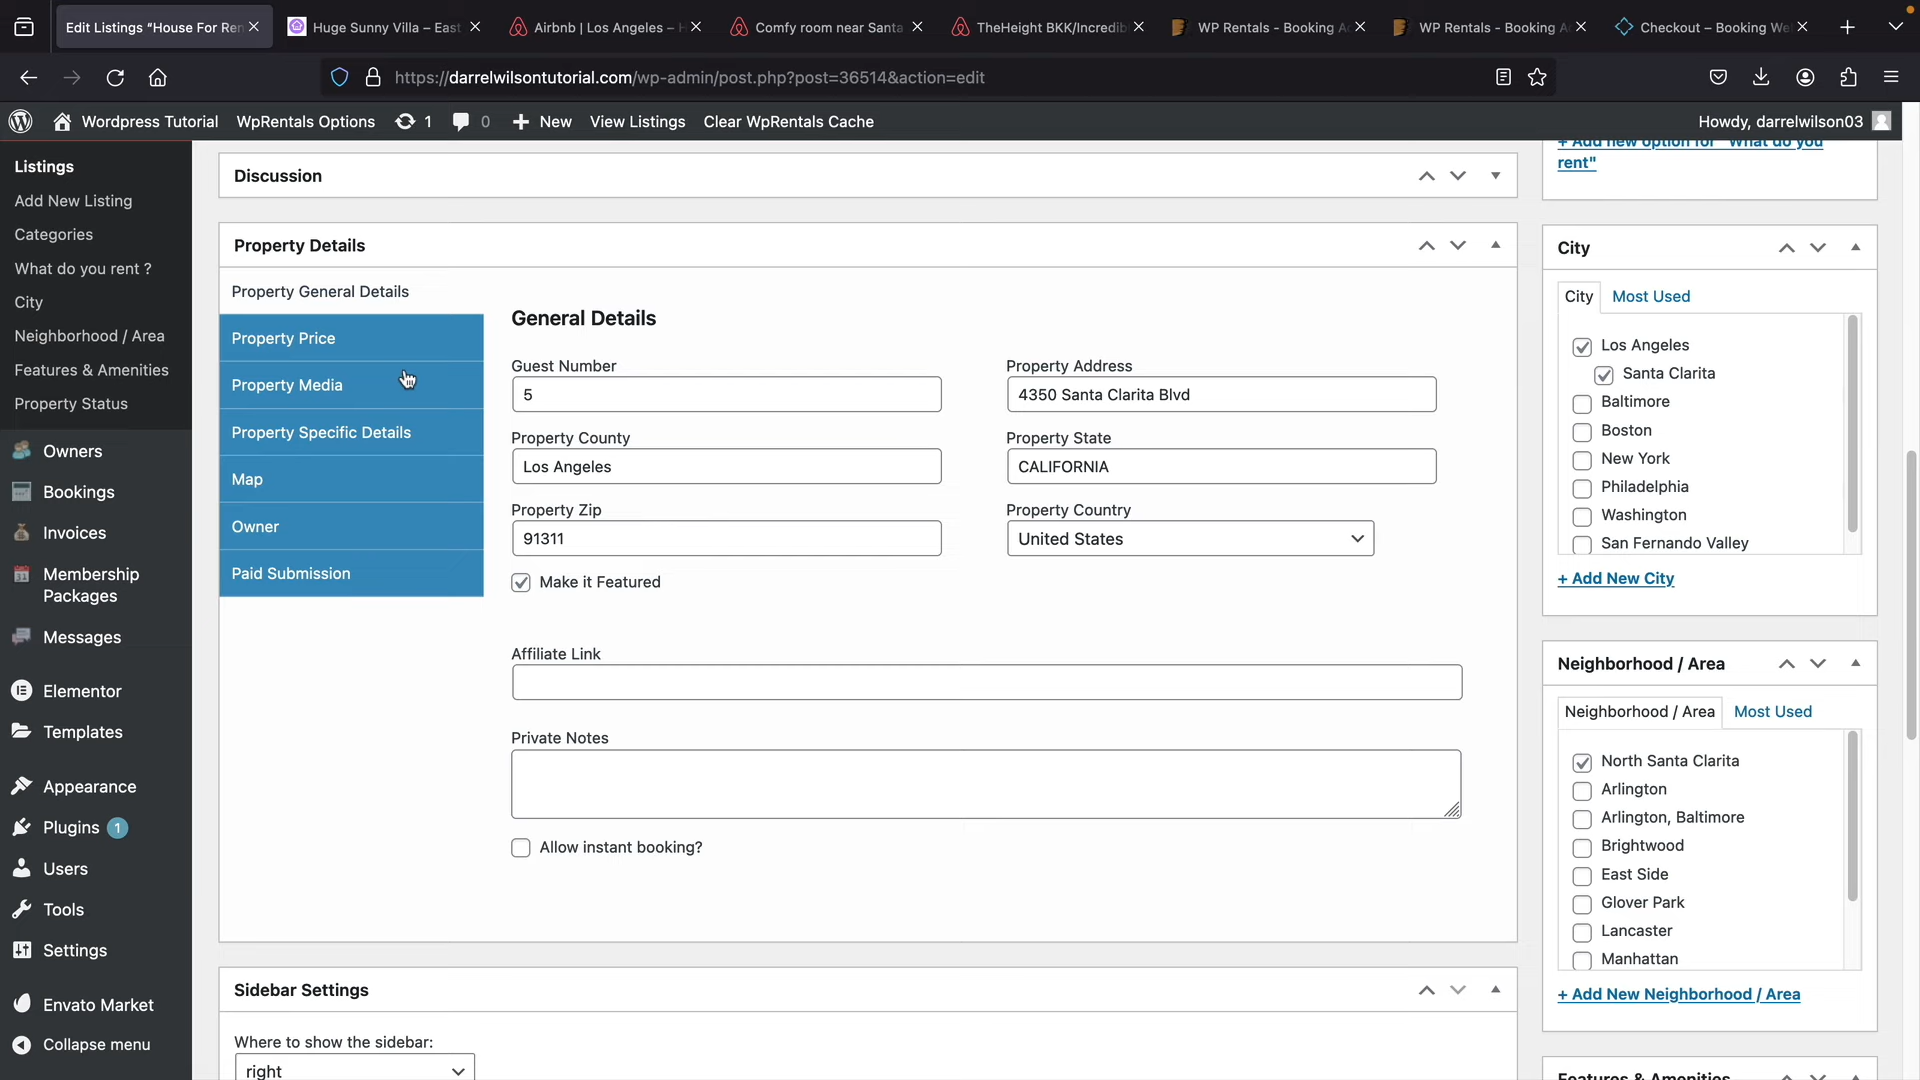 Edit Listings "House For Ren
Huge Sunny Villa – East
Airbnb | Los Angeles –
Comfy room near Santa
TheHeight BKK/Incredib
WP Rentals - Booking
WP Rentals - Booking
Checkout – Booking We
https://darrelwilsontutorial.com/wp-admin/post.php?post=36514&action=edit
Wordpress Tutorial
WpRentals Options
1
0
New
View Listings
Clear WpRentals Cache
Howdy, darrelwilson03
Listings
Add New Listing
Categories
What do you rent ?
City
Neighborhood / Area
Features & Amenities
Property Status
Owners
Bookings
Invoices
Membership
Packages
Messages
Elementor
Templates
Appearance
Plugins 1
Users
Tools
Settings
Envato Market
Collapse menu
Discussion
Property Details
Property General Details
Property Price
Property Media
Property Specific Details
Map
Owner
Paid Submission
General Details
Guest Number
5
Property Address
4350 Santa Clarita Blvd
Property County
Los Angeles
Property State
CALIFORNIA
Property Zip
91311
Property Country
United States
Make it Featured
Affiliate Link
Private Notes
Allow instant booking?
Sidebar Settings
Where to show the sidebar:
right
+ Add new option for "What do you
rent"
City
City
Most Used
Los Angeles
Santa Clarita
Baltimore
Boston
New York
Philadelphia
Washington
San Fernando Valley
+ Add New City
Neighborhood / Area
Neighborhood / Area
Most Used
North Santa Clarita
Arlington
Arlington, Baltimore
Brightwood
East Side
Glover Park
Lancaster
Manhattan
+ Add New Neighborhood / Area
Features & Amenities